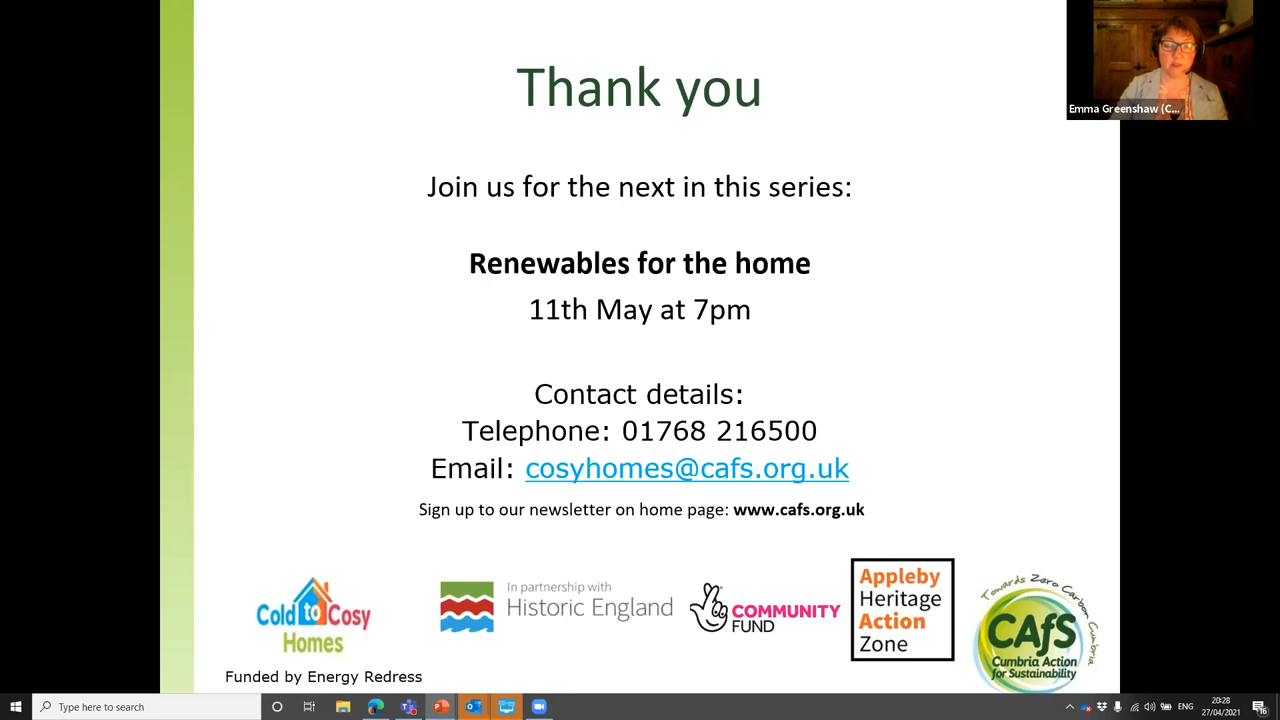 Thank you
Emma Greenshaw (C...
Join us for the next in this series:
Renewables for the home
11th May at 7pm
Contact details:
Telephone: 01768 216500
Email: cosyhomes@cafs.org.uk
Sign up to our newsletter on home page: www.cafs.org.uk
Cold to Cosy
Homes
Funded by Energy Redress
In partnership with
Historic England
COMMUNITY
FUND
Appleby
Heritage
Action
Zone
Towards Zero Carbon Cumbria
CAfS
Cumbria Action
for Sustainability
Type here to search
ENG
20:28
27/04/2021
16